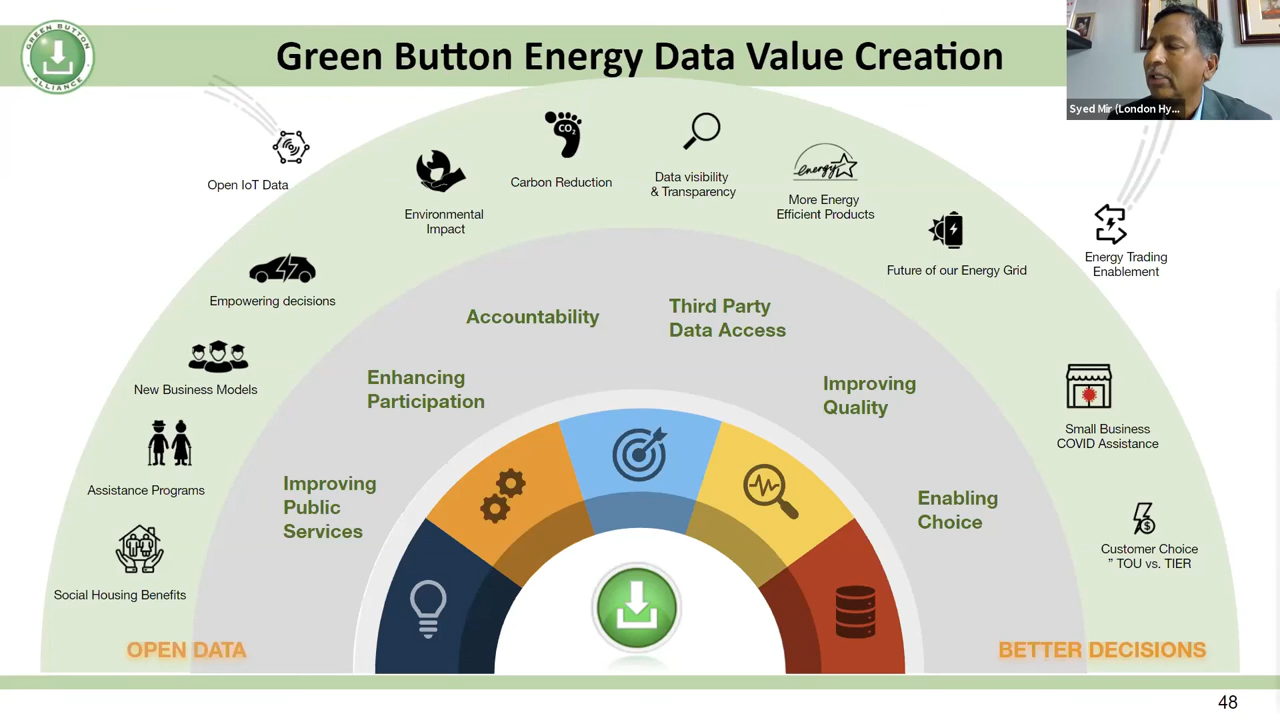 Green Button Energy Data Value Creation
GREEN BUTTON
ALLIANCE
Syed Mir (London Hy...
Open IoT Data
Environmental
Impact
CO2
Carbon Reduction
Data visibility
& Transparency
energy
More Energy
Efficient Products
Future of our Energy Grid
Energy Trading
Enablement
Empowering decisions
New Business Models
Assistance Programs
Social Housing Benefits
Small Business
COVID Assistance
$
Customer Choice
” TOU vs. TIER
Accountability
Third Party
Data Access
Enhancing
Participation
Improving
Quality
Improving
Public
Services
Enabling
Choice
OPEN DATA
BETTER DECISIONS
48